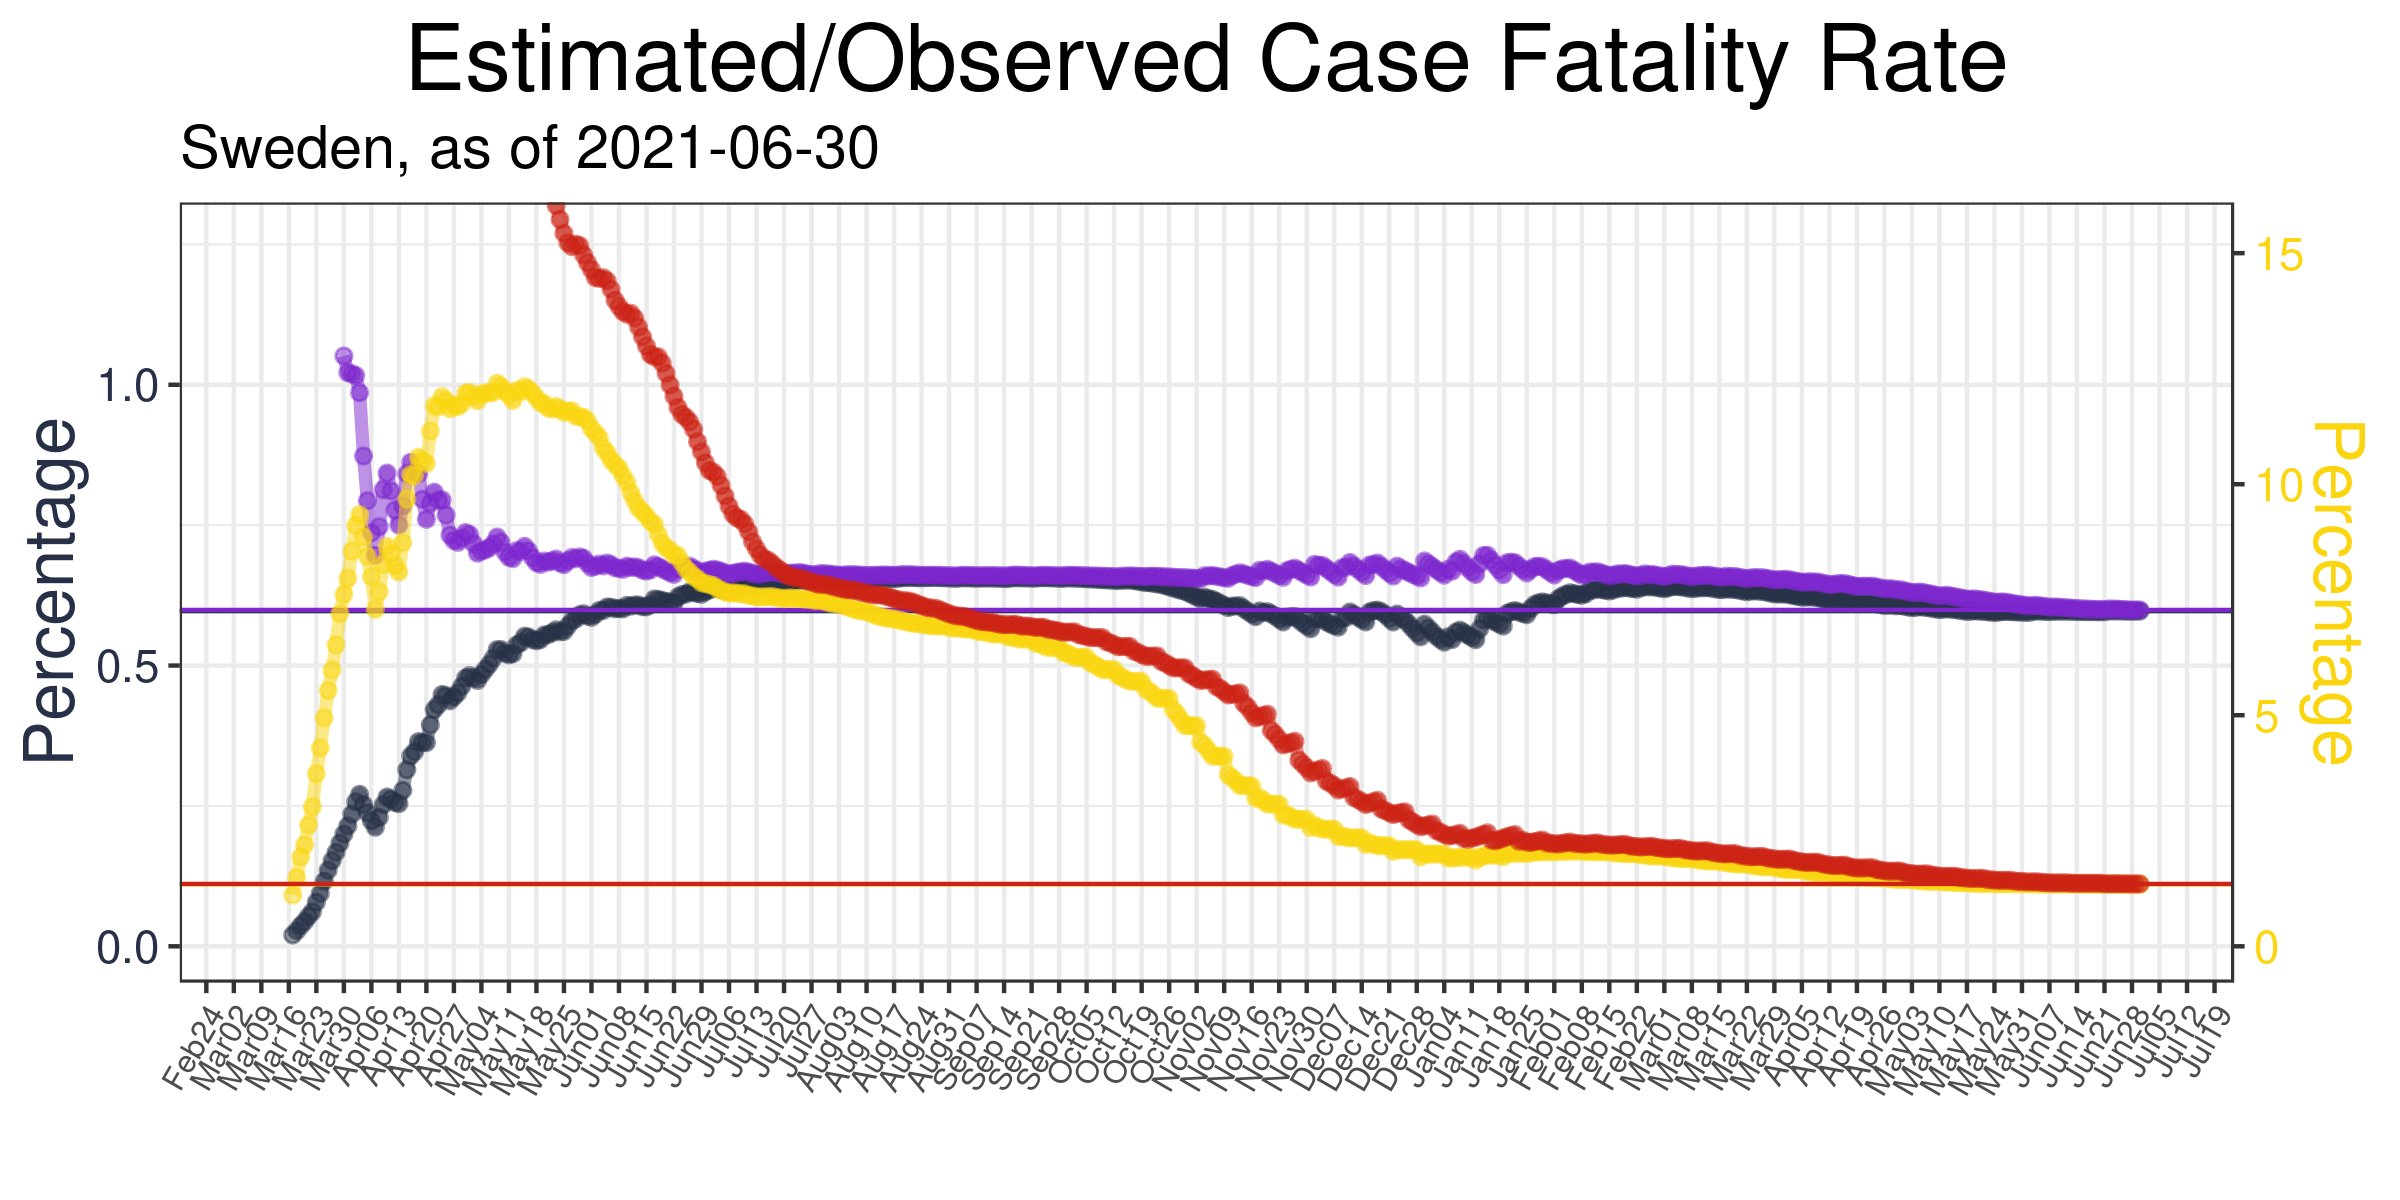 Estimated/Observed Case Fatality Rate
Sweden, as of 2021-06-30
Percentage
1.0
0.5
0.0
15
10
5
0
Percentage
Feb24
Mar02
Mar09
Mar16
Mar23
Mar30
Apr06
Apr13
Apr20
Apr27
May04
May11
May18
May25
Jun01
Jun08
Jun15
Jun22
Jun29
Jul06
Jul13
Jul20
Jul27
Aug03
Aug10
Aug17
Aug24
Aug31
Sep07
Sep14
Sep21
Sep28
Oct05
Oct12
Oct19
Oct26
Nov02
Nov09
Nov16
Nov23
Nov30
Dec07
Dec14
Dec21
Dec28
Jan04
Jan11
Jan18
Jan25
Feb01
Feb08
Feb15
Feb22
Mar01
Mar08
Mar15
Mar22
Mar29
Apr05
Apr12
Apr19
Apr26
May03
May10
May17
May24
May31
Jun07
Jun14
Jun21
Jun28
Jul05
Jul12
Jul19